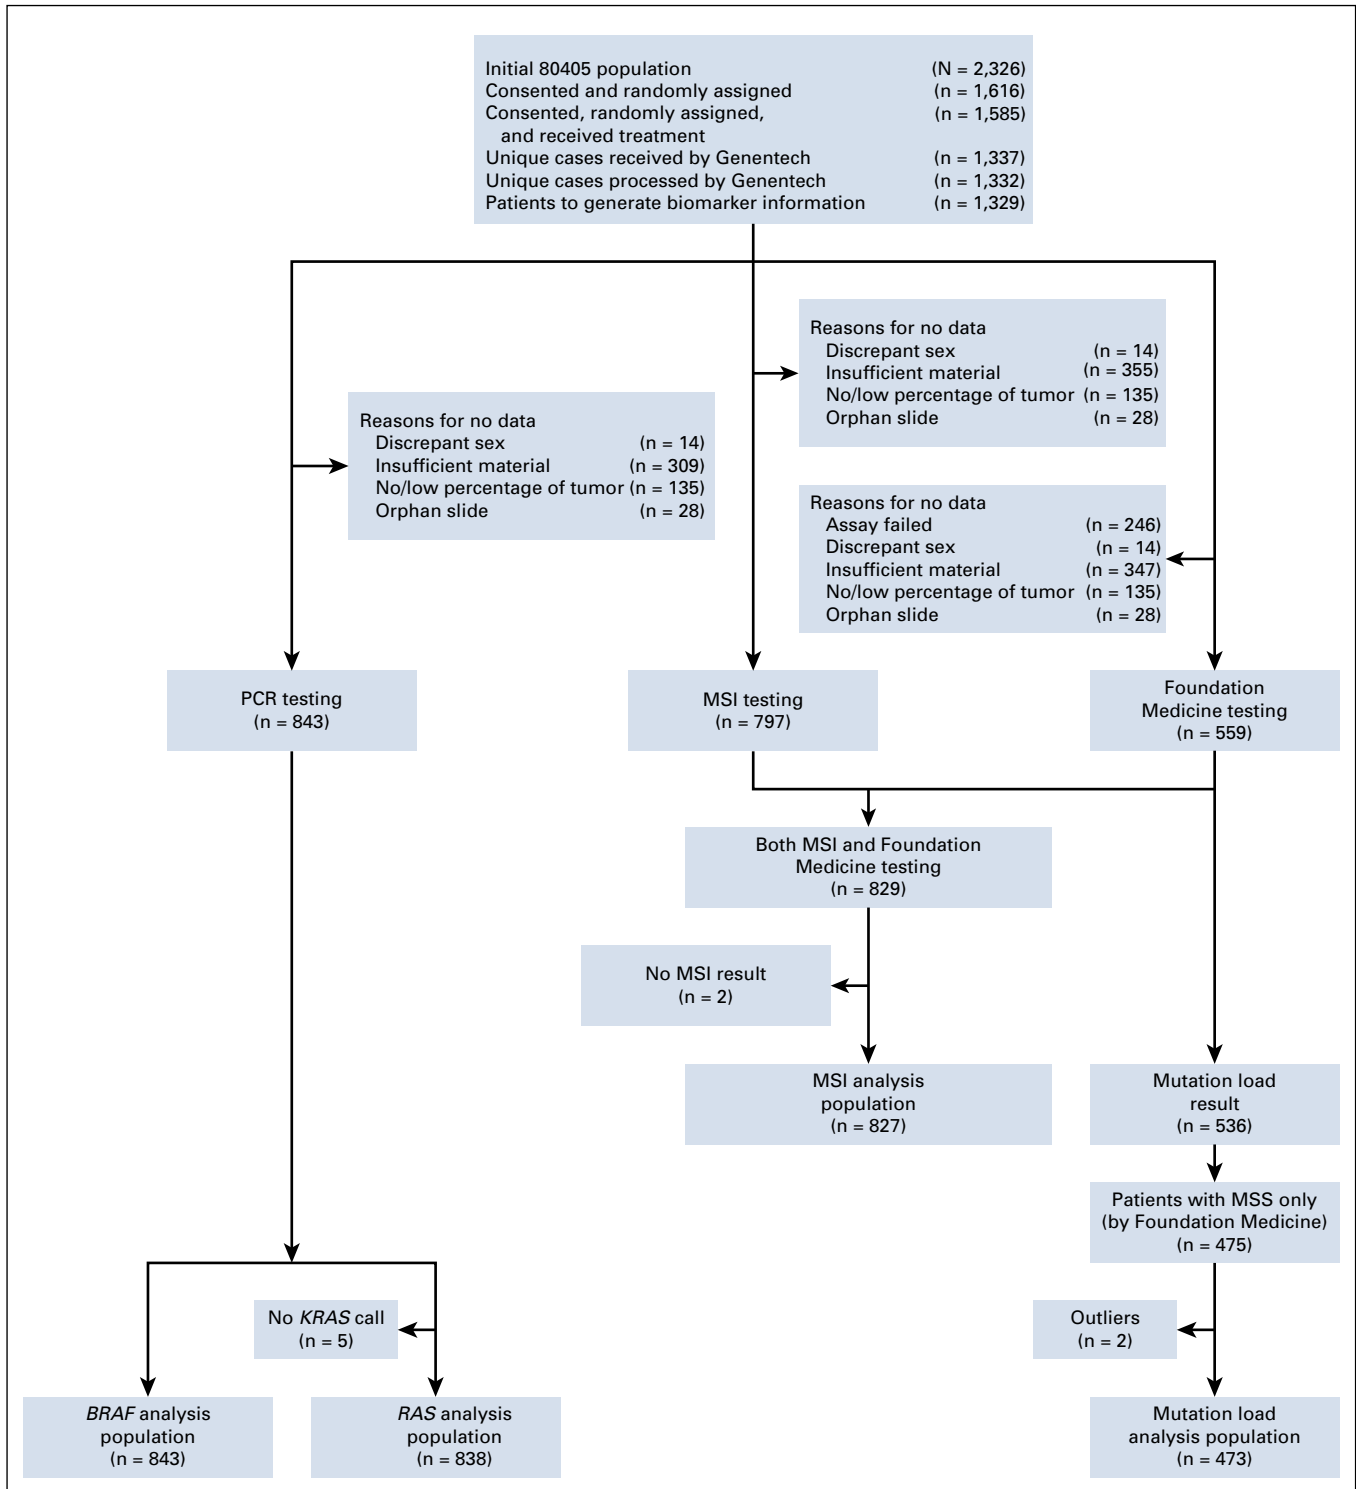 Initial 80405 population (N = 2,326)
Consented and randomly assigned (n = 1,616)
Consented, randomly assigned, (n = 1,585)
and received treatment
Unique cases received by Genentech (n = 1,337)
Unique cases processed by Genentech (n = 1,332)
Patients to generate biomarker information (n = 1,329)
Reasons for no data
Discrepant sex (n = 14)
Insufficient material (n = 355)
No/low percentage of tumor (n = 135)
Orphan slide (n = 28)
Reasons for no data
Discrepant sex (n = 14)
Insufficient material (n = 309)
No/low percentage of tumor (n = 135)
Orphan slide (n = 28)
Reasons for no data
Assay failed (n = 246)
Discrepant sex (n = 14)
Insufficient material (n = 347)
No/low percentage of tumor (n = 135)
Orphan slide (n = 28)
PCR testing
(n = 843)
MSI testing
(n = 797)
Foundation
Medicine testing
(n = 559)
Both MSI and Foundation
Medicine testing
(n = 829)
No MSI result
(n = 2)
MSI analysis
population
(n = 827)
Mutation load
result
(n = 536)
Patients with MSS only
(by Foundation Medicine)
(n = 475)
No KRAS call
(n = 5)
Outliers
(n = 2)
BRAF analysis
population
(n = 843)
RAS analysis
population
(n = 838)
Mutation load
analysis population
(n = 473)